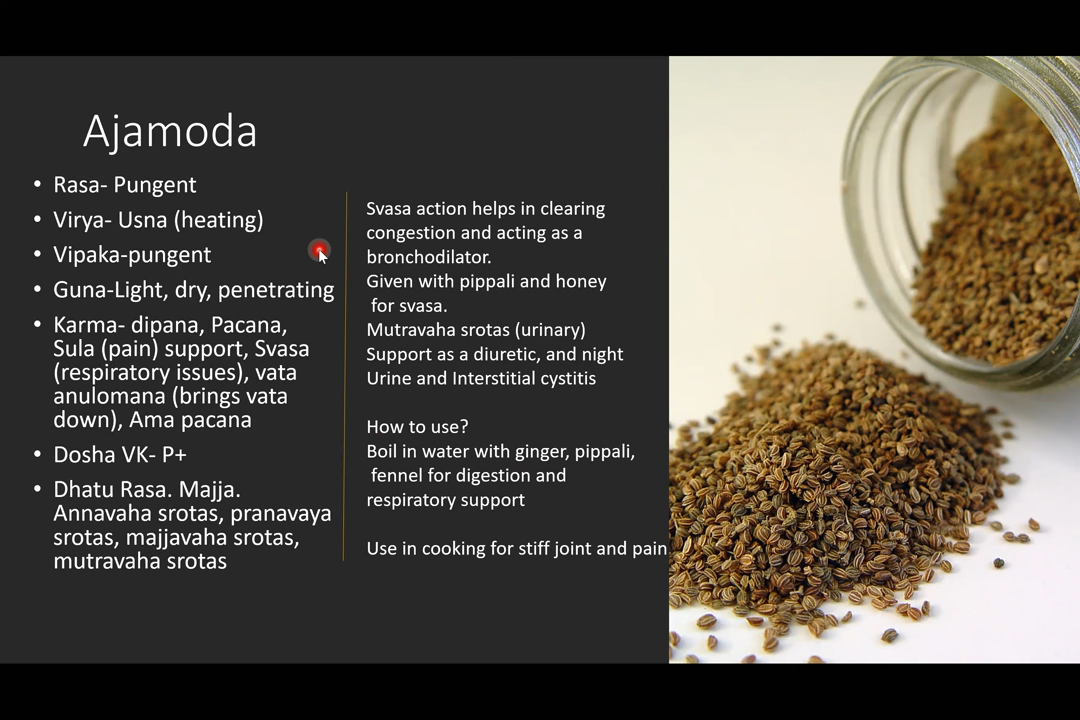 Ajamoda
• Rasa- Pungent
• Virya- Usna (heating)
• Vipaka-pungent
• Guna-Light, dry, penetrating
• Karma- dipana, Pacana,
Sula (pain) support, Svasa
(respiratory issues), vata
anulomana (brings vata
down), Ama pacana
• Dosha VK- P+
• Dhatu Rasa. Majja.
Annavaha srotas, pranavaya
srotas, majjavaha srotas,
mutravaha srotas
Svasa action helps in clearing
congestion and acting as a
bronchodilator.
Given with pippali and honey
for svasa.
Mutravaha srotas (urinary)
Support as a diuretic, and night
Urine and Interstitial cystitis
How to use?
Boil in water with ginger, pippali,
fennel for digestion and
respiratory support
Use in cooking for stiff joint and pain